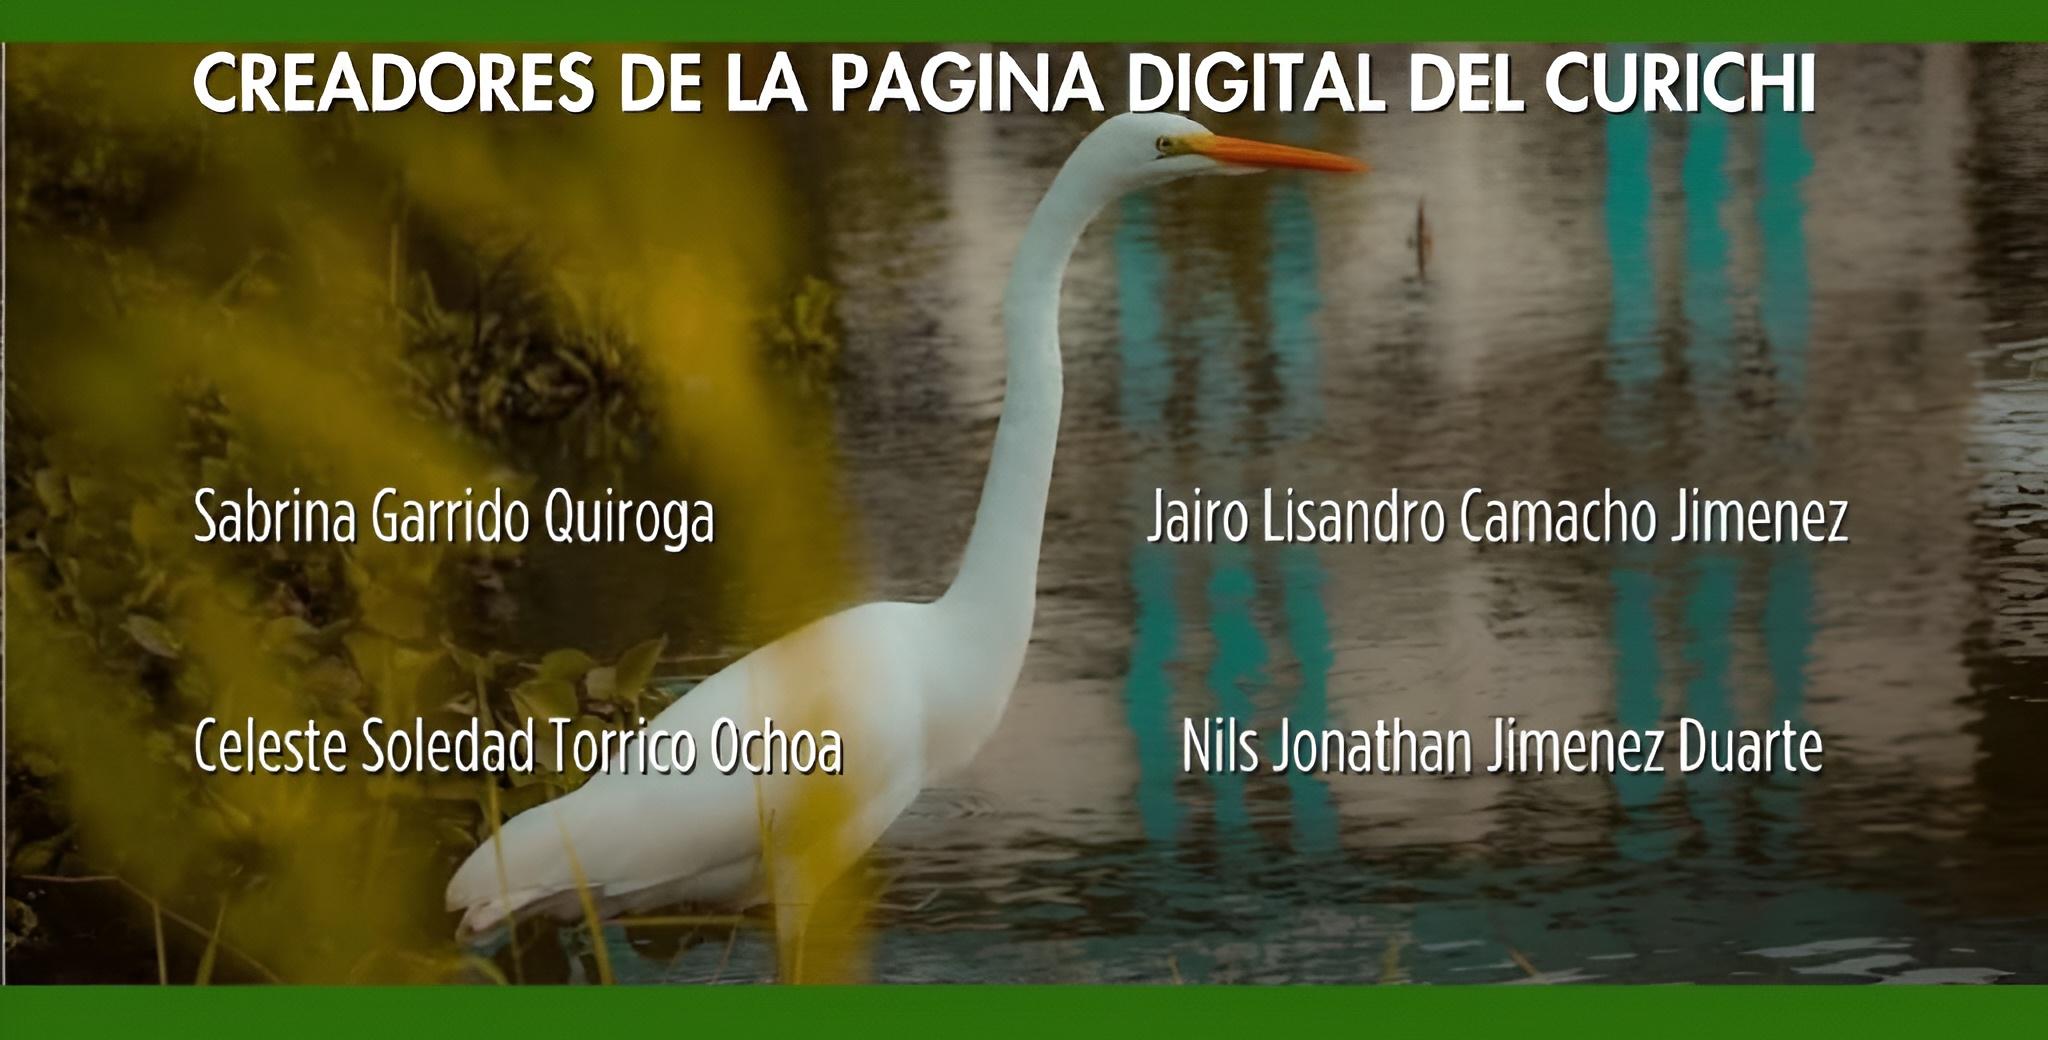 CREADORES DE LA PAGINA DIGITAL DEL CURICHI
Sabrina Garrido Quiroga
Jairo Lisandro Camacho Jimenez
Celeste Soledad Torrico Ochoa
Nils Jonathan Jimenez Duarte